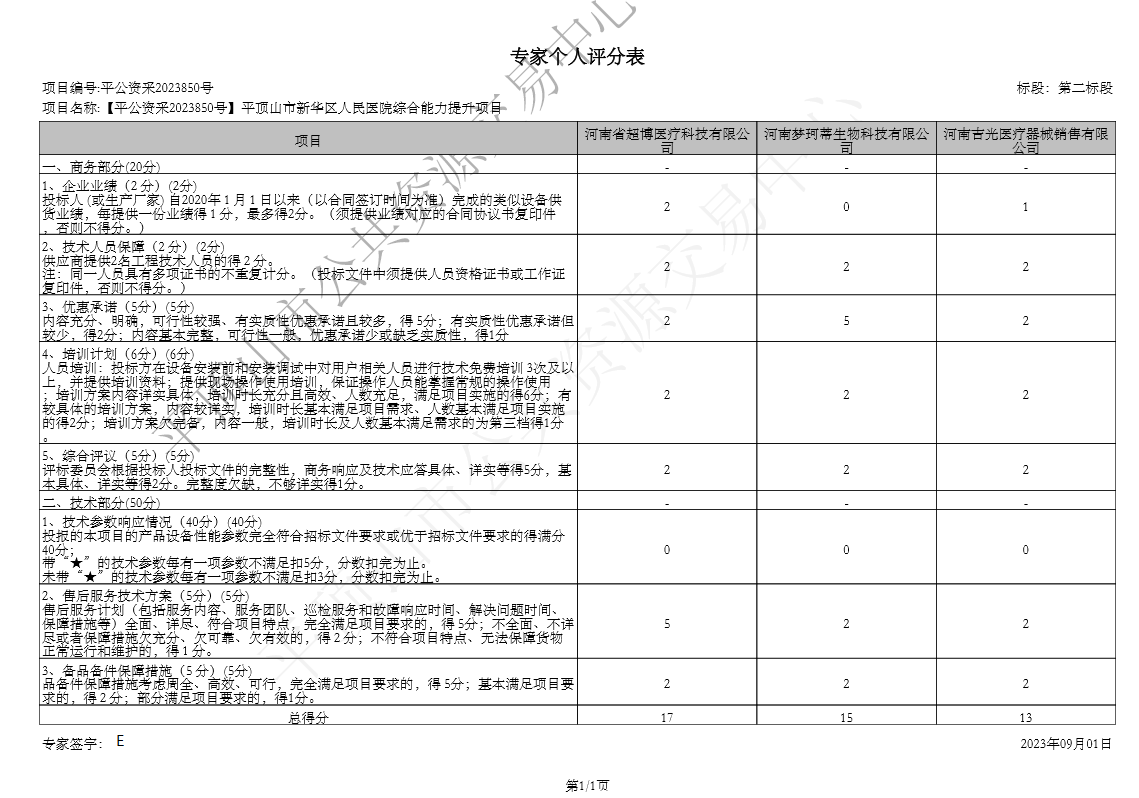 专家个人评分表
项目编号:平公资采2023850号
标段：第二标段
项目名称:【平公资采2023850号】平顶山市新华区人民医院综合能力提升项目
项目
河南省超博医疗科技有限公
司
河南梦珂蒂生物科技有限公
司
河南吉光医疗器械销售有限
公司
一、商务部分(20分)
-
-
-
1、企业业绩（2 分）(2分)
投标人 (或生产厂家) 自2020年 1 月 1 日以来（以合同签订时间为准）完成的类似设备供
货业绩，每提供一份业绩得 1 分，最多得2分。（须提供业绩对应的合同协议书复印件
，否则不得分。）
2
0
1
2、技术人员保障（2 分）(2分)
供应商提供2名工程技术人员的得 2 分。
注：同一人员具有多项证书的不重复计分。（投标文件中须提供人员资格证书或工作证
复印件，否则不得分。）
2
2
2
3、优惠承诺（5分）(5分)
内容充分、明确，可行性较强、有实质性优惠承诺且较多，得 5分；有实质性优惠承诺但
较少，得2分；内容基本完整，可行性一般，优惠承诺少或缺乏实质性，得1分
2
5
2
4、培训计划（6分）(6分)
人员培训：投标方在设备安装前和安装调试中对用户相关人员进行技术免费培训 3次及以
上，并提供培训资料；提供现场操作使用培训，保证操作人员能掌握常规的操作使用
；培训方案内容详实具体，培训时长充分且高效、人数充足，满足项目实施的得6分；有
较具体的培训方案，内容较详实，培训时长基本满足项目需求、人数基本满足项目实施
的得2分；培训方案欠完备，内容一般，培训时长及人数基本满足需求的为第三档得1分
。
2
2
2
5、综合评议（5分）(5分)
评标委员会根据投标人投标文件的完整性，商务响应及技术应答具体、详实等得5分，基
本具体、详实等得2分。完整度欠缺，不够详实得1分。
2
2
2
二、技术部分(50分)
-
-
-
1、技术参数响应情况（40分）(40分)
投报的本项目的产品设备性能参数完全符合招标文件要求或优于招标文件要求的得满分
40分；
带“★”的技术参数每有一项参数不满足扣5分，分数扣完为止。
未带“★”的技术参数每有一项参数不满足扣3分，分数扣完为止。
0
0
0
2、售后服务技术方案（5分）(5分)
售后服务计划（包括服务内容、服务团队、巡检服务和故障响应时间、解决问题时间、
保障措施等）全面、详尽、符合项目特点，完全满足项目要求的，得 5分；不全面、不详
尽或者保障措施欠充分、欠可靠、欠有效的，得 2 分；不符合项目特点、无法保障货物
正常运行和维护的，得 1 分。
5
2
2
3、备品备件保障措施（5 分）(5分)
品备件保障措施考虑周全、高效、可行，完全满足项目要求的，得 5分；基本满足项目要
求的，得 2 分；部分满足项目要求的，得1分。
2
2
2
总得分
17
15
13
专家签字：
E
2023年09月01日
第1/1页
平顶山市公共资源交易中心
平顶山市公共资源交易中心